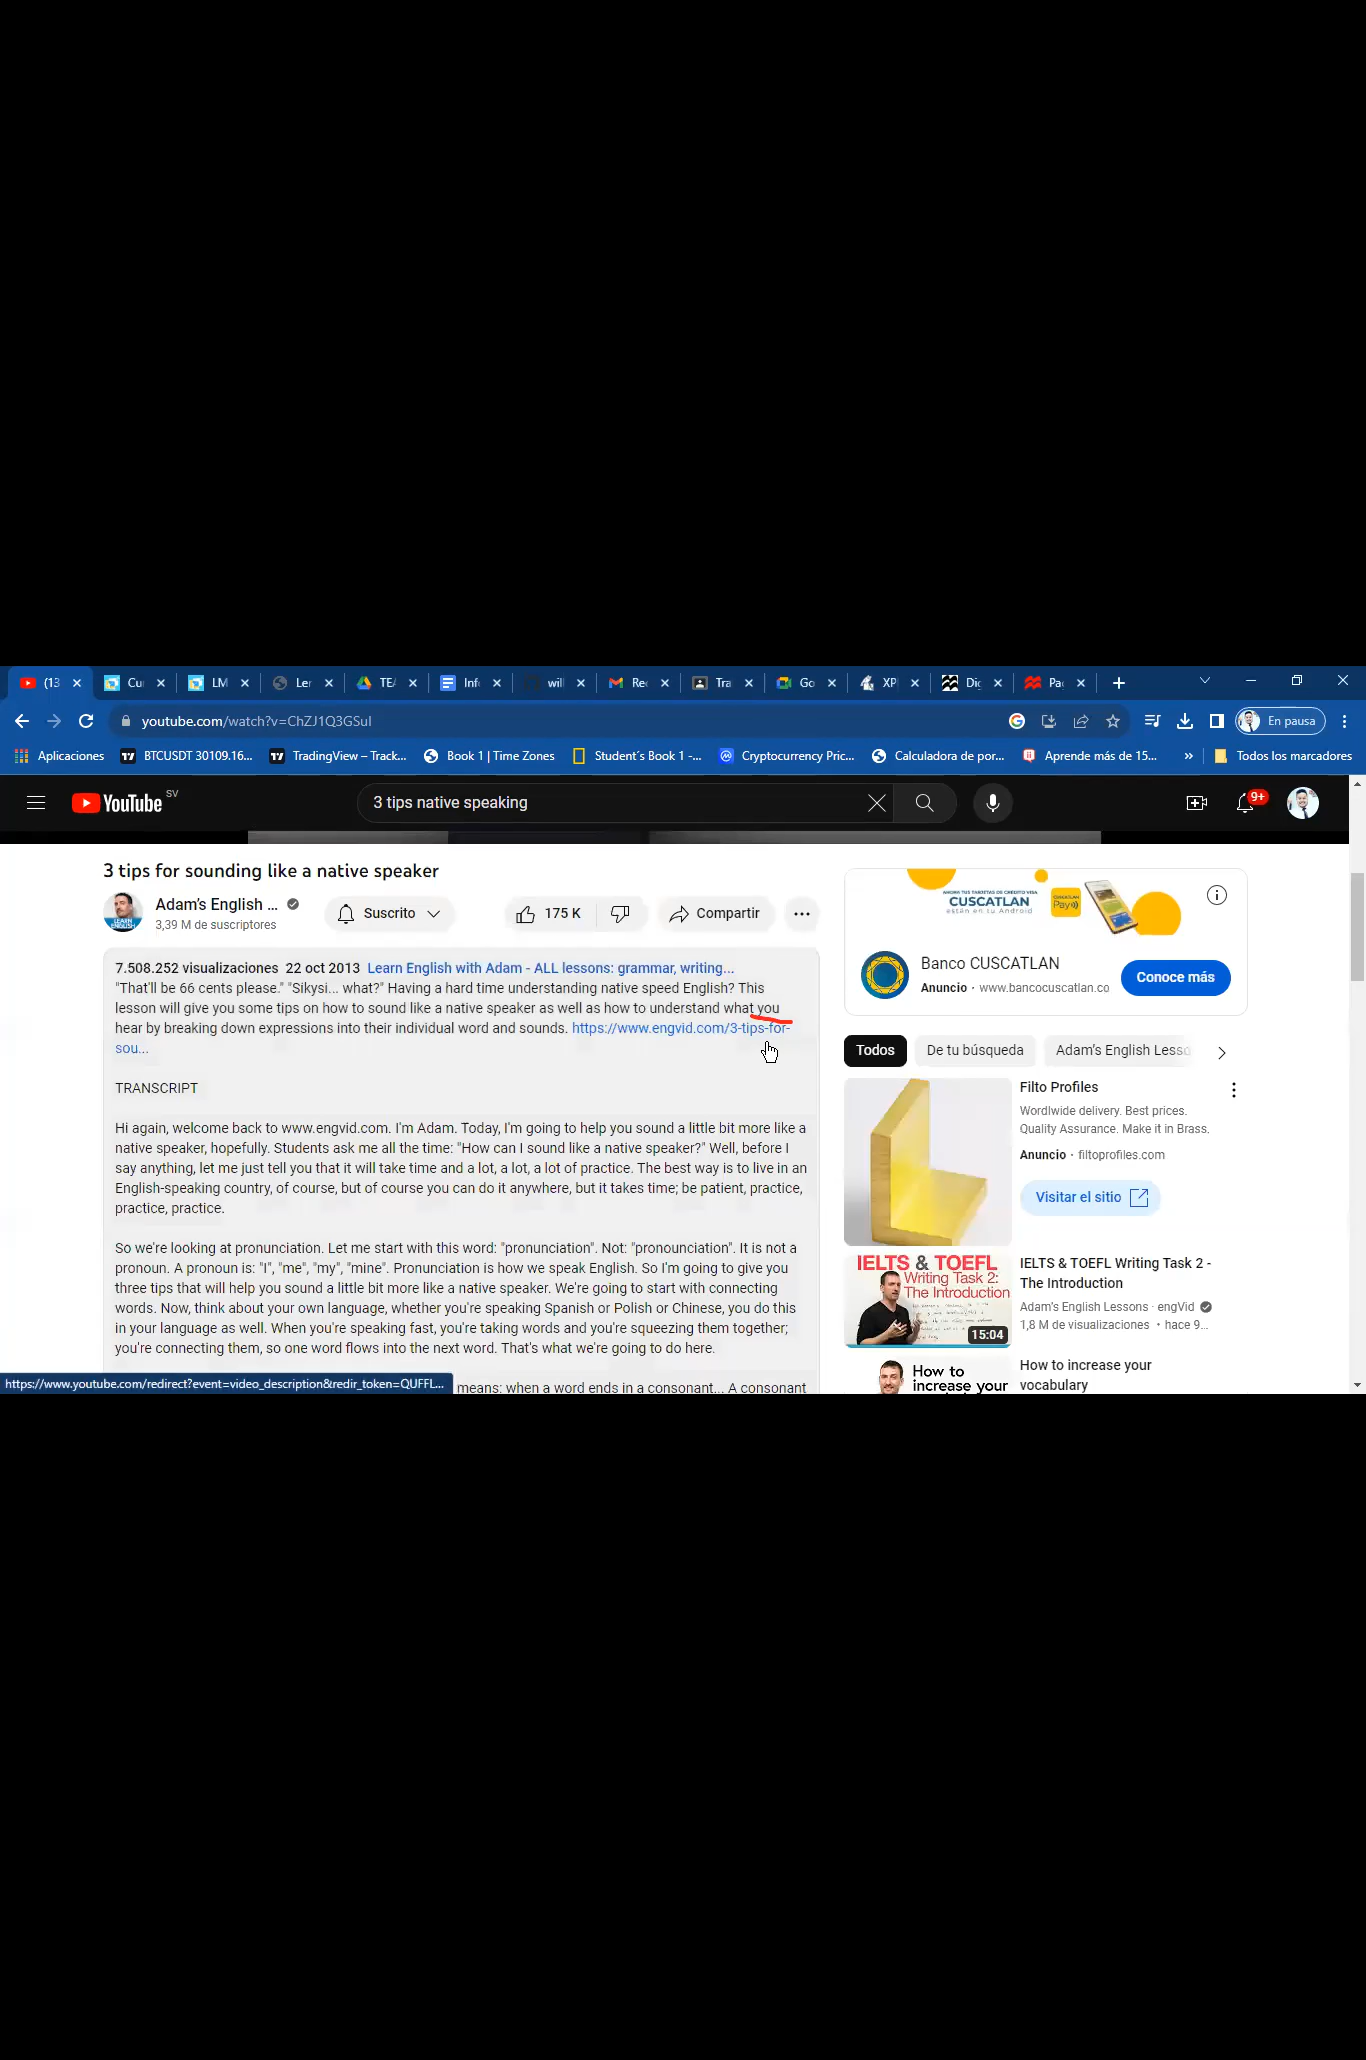 (13
Cu
LM
Ler
TEA
Info
will
Rec
Tra
Go
XP
Dig
Pa
youtube.com/watch?v=ChZJ1Q3GSuI
En pausa
Aplicaciones
BTCUSDT 30109.16...
TradingView – Track...
Book 1 | Time Zones
Student´s Book 1 -...
Cryptocurrency Pric...
Calculadora de por...
Aprende más de 15...
»
Todos los marcadores
YouTube SV
3 tips native speaking
9+
3 tips for sounding like a native speaker
Adam's English ...
3,39 M de suscriptores
Suscrito
175 K
Compartir
7.508.252 visualizaciones 22 oct 2013 Learn English with Adam - ALL lessons: grammar, writing...
"That'll be 66 cents please." "Sikysi... what?" Having a hard time understanding native speed English? This
lesson will give you some tips on how to sound like a native speaker as well as how to understand what you
hear by breaking down expressions into their individual word and sounds. https://www.engvid.com/3-tips-for-
sou...
TRANSCRIPT
Hi again, welcome back to www.engvid.com. I'm Adam. Today, I'm going to help you sound a little bit more like a
native speaker, hopefully. Students ask me all the time: "How can I sound like a native speaker?" Well, before I
say anything, let me just tell you that it will take time and a lot, a lot, a lot of practice. The best way is to live in an
English-speaking country, of course, but of course you can do it anywhere, but it takes time; be patient, practice,
practice, practice.
So we're looking at pronunciation. Let me start with this word: "pronunciation". Not: "pronounciation". It is not a
pronoun. A pronoun is: "I", "me", "my", "mine". Pronunciation is how we speak English. So I'm going to give you
three tips that will help you sound a little bit more like a native speaker. We're going to start with connecting
words. Now, think about your own language, whether you're speaking Spanish or Polish or Chinese, you do this
in your language as well. When you're speaking fast, you're taking words and you're squeezing them together;
you're connecting them, so one word flows into the next word. That's what we're going to do here.
means: when a word ends in a consonant... A consonant
https://www.youtube.com/redirect?event=video_description&redir_token=QUFFL...
AHORA TUS TARJETAS DE CRÉDITO VISA
CUSCATLAN
están en tu Android
CUSCATLAN
Pay
Banco CUSCATLAN
Anuncio · www.bancocuscatlan.co
Conoce más
Todos
De tu búsqueda
Adam's English Lesso
Filto Profiles
Wordlwide delivery. Best prices.
Quality Assurance. Make it in Brass.
Anuncio · filtoprofiles.com
Visitar el sitio
IELTS & TOEFL
Writing Task 2:
The Introduction
15:04
IELTS & TOEFL Writing Task 2 -
The Introduction
Adam's English Lessons · engVid
1,8 M de visualizaciones · hace 9...
How to
increase your
How to increase your
vocabulary
LEARN
ENGLISH